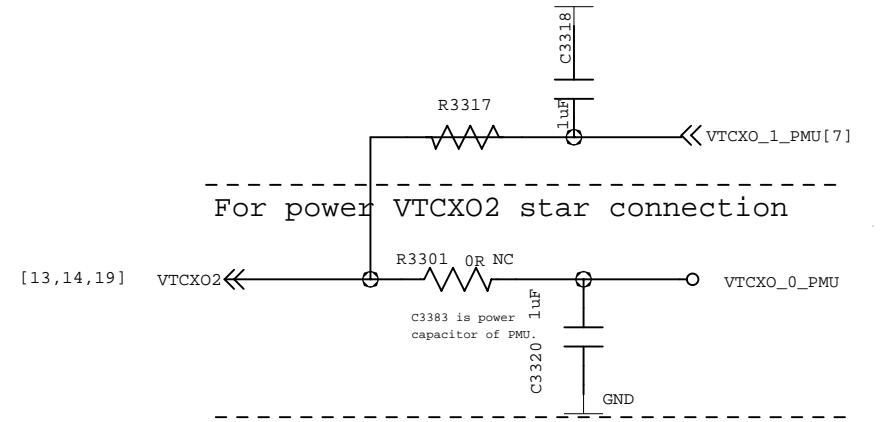 C3318
1uF
R3317
VTCXO_1_PMU[7]
For power VTCXO2 star connection
[13,14,19] VTCXO2
R3301 0R NC
VTCXO_0_PMU
1uF
C3383 is power
capacitor of PMU.
C3320
GND